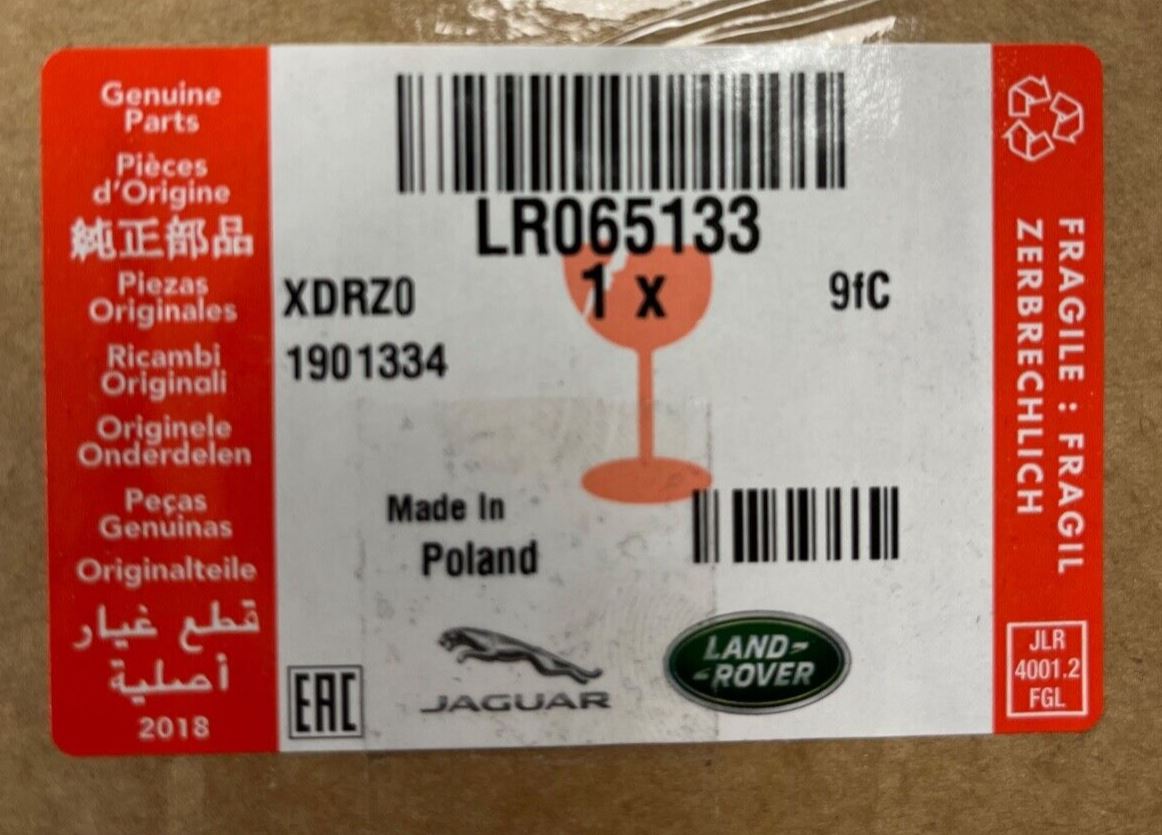 Genuine
Parts
Pièces
d'Origine
純正部品
Piezas
Originales
Ricambi
Originali
Originele
Onderdelen
Peças
Genuinas
Originalteile
قطع غيار
أصلية
2018
LR065133
XDRZ0
1 x
9fC
1901334
Made In
Poland
EAC
JAGUAR
LAND-
-ROVER
FRAGILE : FRAGIL
ZERBRECHLICH
JLR
4001.2
FGL